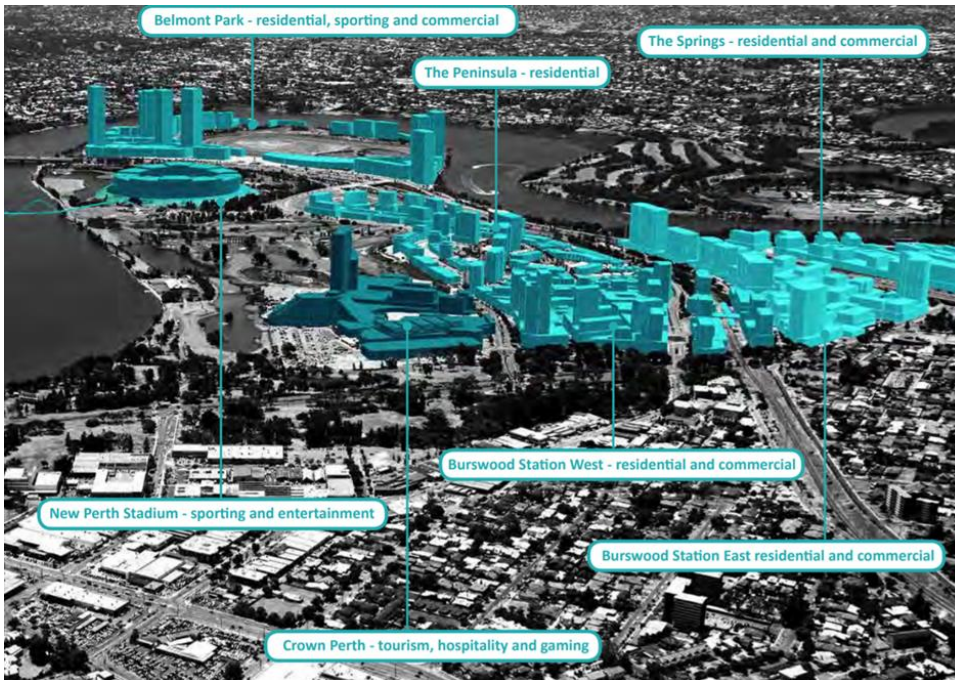 Belmont Park - residential, sporting and commercial
The Springs - residential and commercial
The Peninsula - residential
Burswood Station West - residential and commercial
New Perth Stadium - sporting and entertainment
Burswood Station East residential and commercial
Crown Perth - tourism, hospitality and gaming